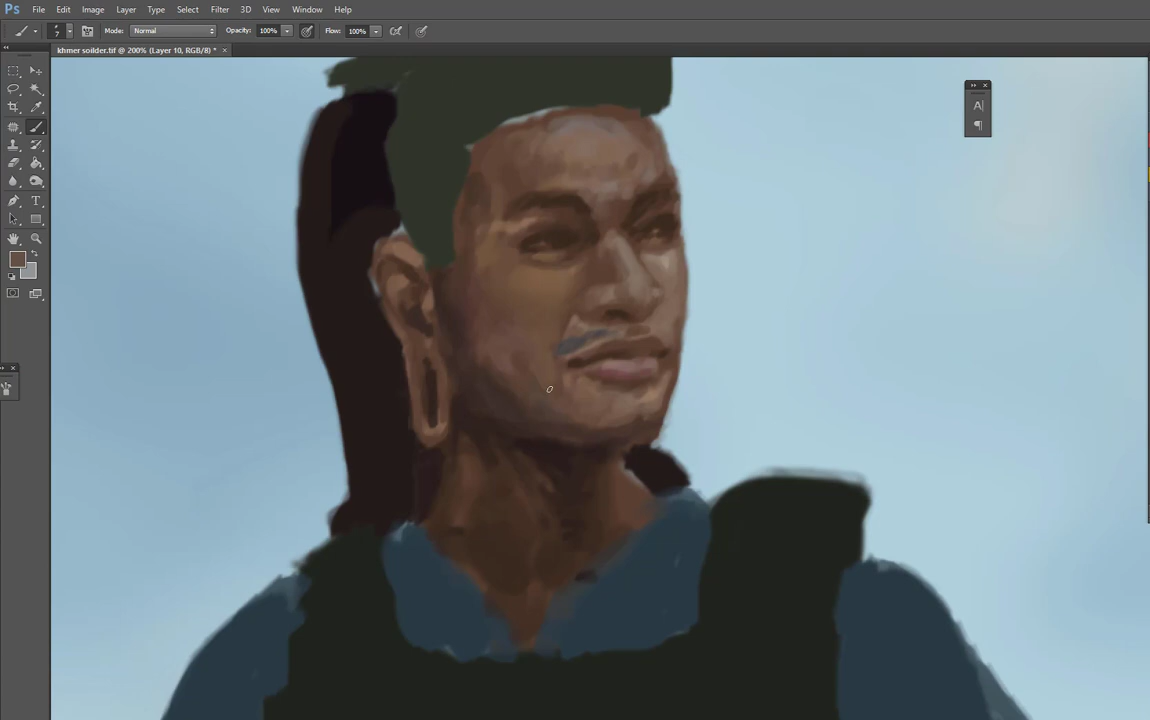 Ps File Edit Image Layer Type Select Filter 3D View Window Help
7 Mode: Normal Opacity: 100% Flow: 100%
khmer soilder.tif @ 200% (Layer 10, RGB/8) * ×